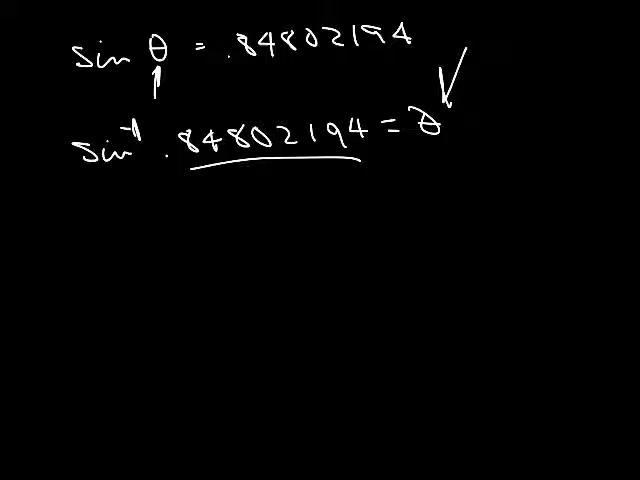 sin θ = .84802194
sin⁻¹ .84802194 = θ